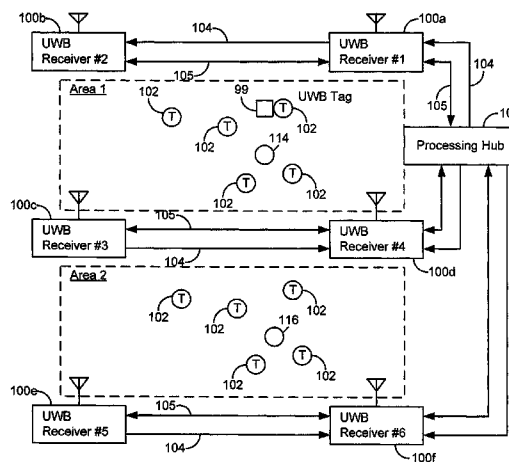 100b
104
100a
UWB
Receiver #2
UWB
Receiver #1
104
105
105
Area 1
102
99
UWB Tag
T
T
T
102
102
114
10
Processing Hub
102
T
T
102
100c
105
UWB
Receiver #3
UWB
Receiver #4
104
100d
Area 2
T
T
T
102
102
102
116
T
T
102
102
100e
105
UWB
Receiver #5
UWB
Receiver #6
104
100f